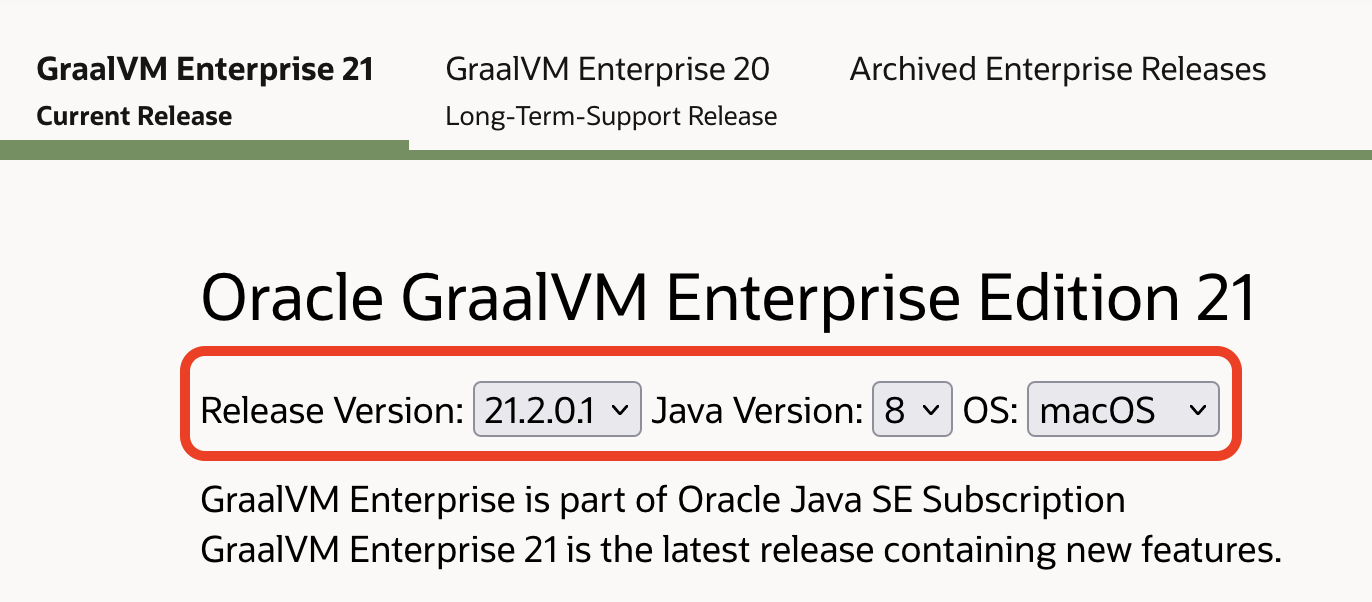 GraalVM Enterprise 21 GraalVM Enterprise 20 Archived Enterprise Releases
Current Release Long-Term-Support Release
Oracle GraalVM Enterprise Edition 21
Release Version: 21.2.0.1 Java Version: 8 OS: macOS
GraalVM Enterprise is part of Oracle Java SE Subscription
GraalVM Enterprise 21 is the latest release containing new features.